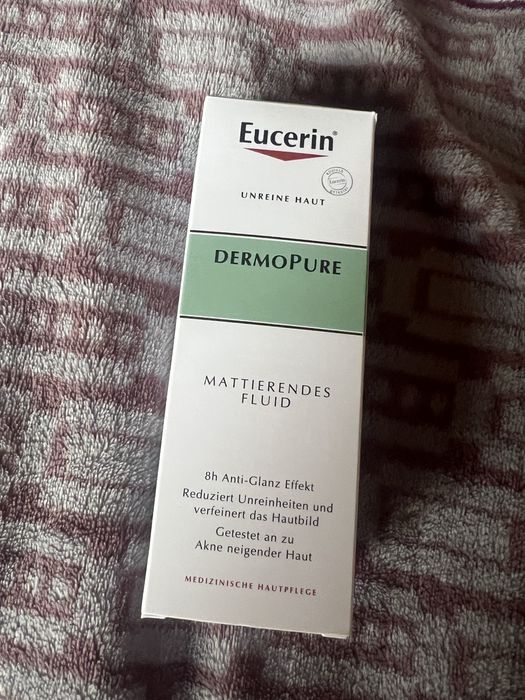 Eucerin®
UNREINE HAUT
Eucerin
DERMOPURE
MATTIERENDES
FLUID
8h Anti-Glanz Effekt
Reduziert Unreinheiten und
verfeinert das Hautbild
Getestet an zu
Akne neigender Haut
MEDIZINISCHE HAUTPFLEGE